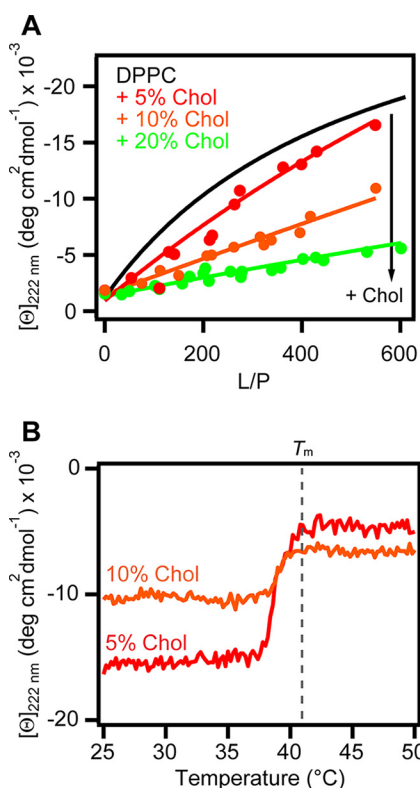 A
[Θ]222 nm (deg cm2dmol-1) x 10-3
-20
-15
-10
-5
0
DPPC
+ 5% Chol
+ 10% Chol
+ 20% Chol
+ Chol
0 200 400 600
L/P
B
Tm
[Θ]222 nm (deg cm2dmol-1) x 10-3
0
-10
-20
10% Chol
5% Chol
25 30 35 40 45 50
Temperature (°C)